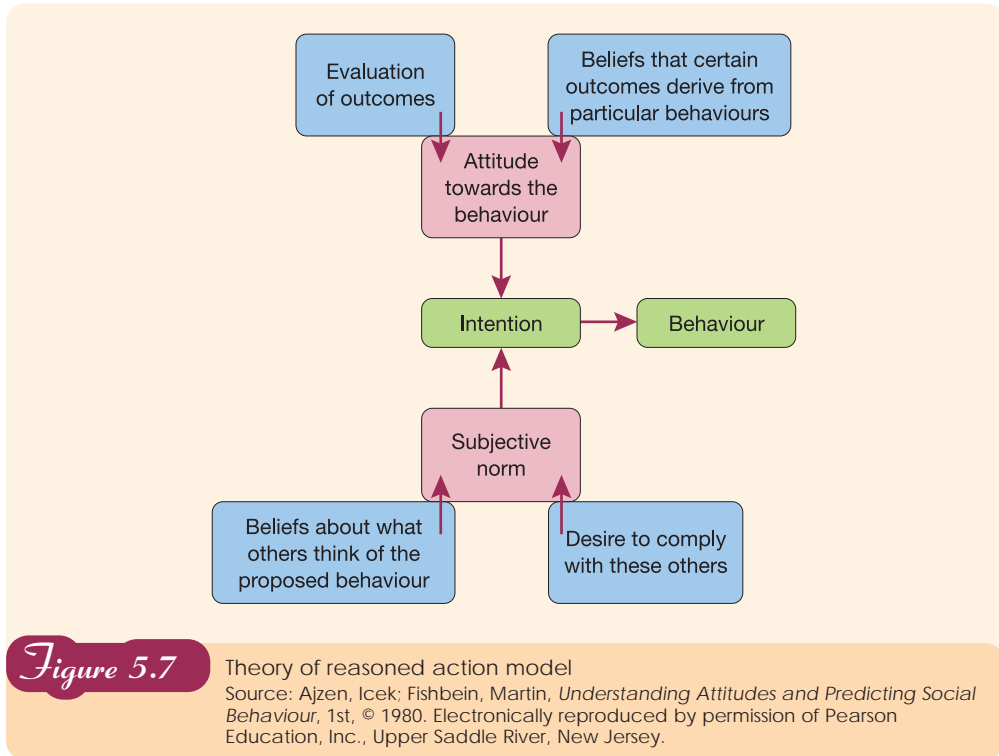 Evaluation
of outcomes
Beliefs that certain
outcomes derive from
particular behaviours
Attitude
towards the
behaviour
Intention
Behaviour
Subjective
norm
Beliefs about what
others think of the
proposed behaviour
Desire to comply
with these others
Figure 5.7
Theory of reasoned action model
Source: Ajzen, Icek; Fishbein, Martin, Understanding Attitudes and Predicting Social
Behaviour, 1st, © 1980. Electronically reproduced by permission of Pearson
Education, Inc., Upper Saddle River, New Jersey.